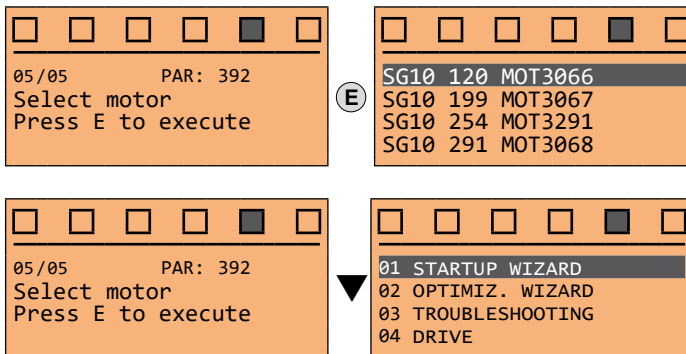 05/05 PAR: 392
Select motor
Press E to execute
E
SG10 120 MOT3066
SG10 199 MOT3067
SG10 254 MOT3291
SG10 291 MOT3068
05/05 PAR: 392
Select motor
Press E to execute
01 STARTUP WIZARD
02 OPTIMIZ. WIZARD
03 TROUBLESHOOTING
04 DRIVE